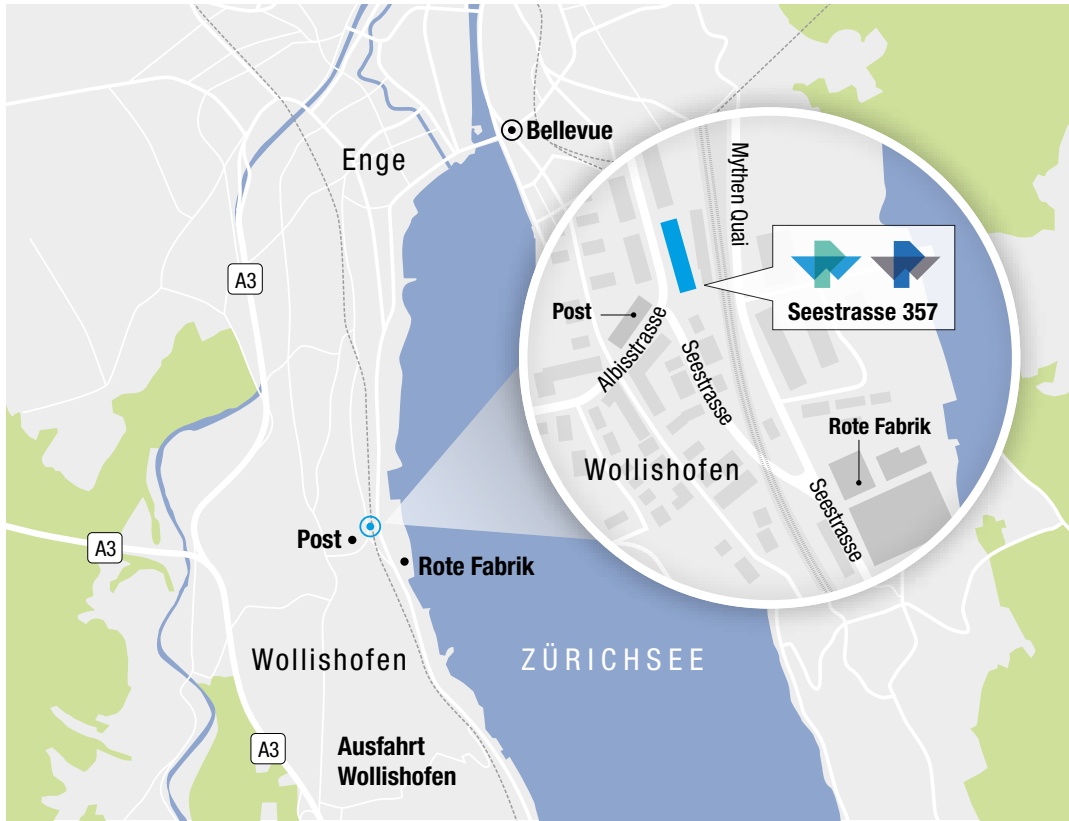 Bellevue
Enge
Mythen Quai
A3
Seestrasse 357
Post
Albisstrasse
Seestrasse
Rote Fabrik
Wollishofen
Seestrasse
A3
Post
Rote Fabrik
Wollishofen
ZÜRICHSEE
A3
Ausfahrt
Wollishofen